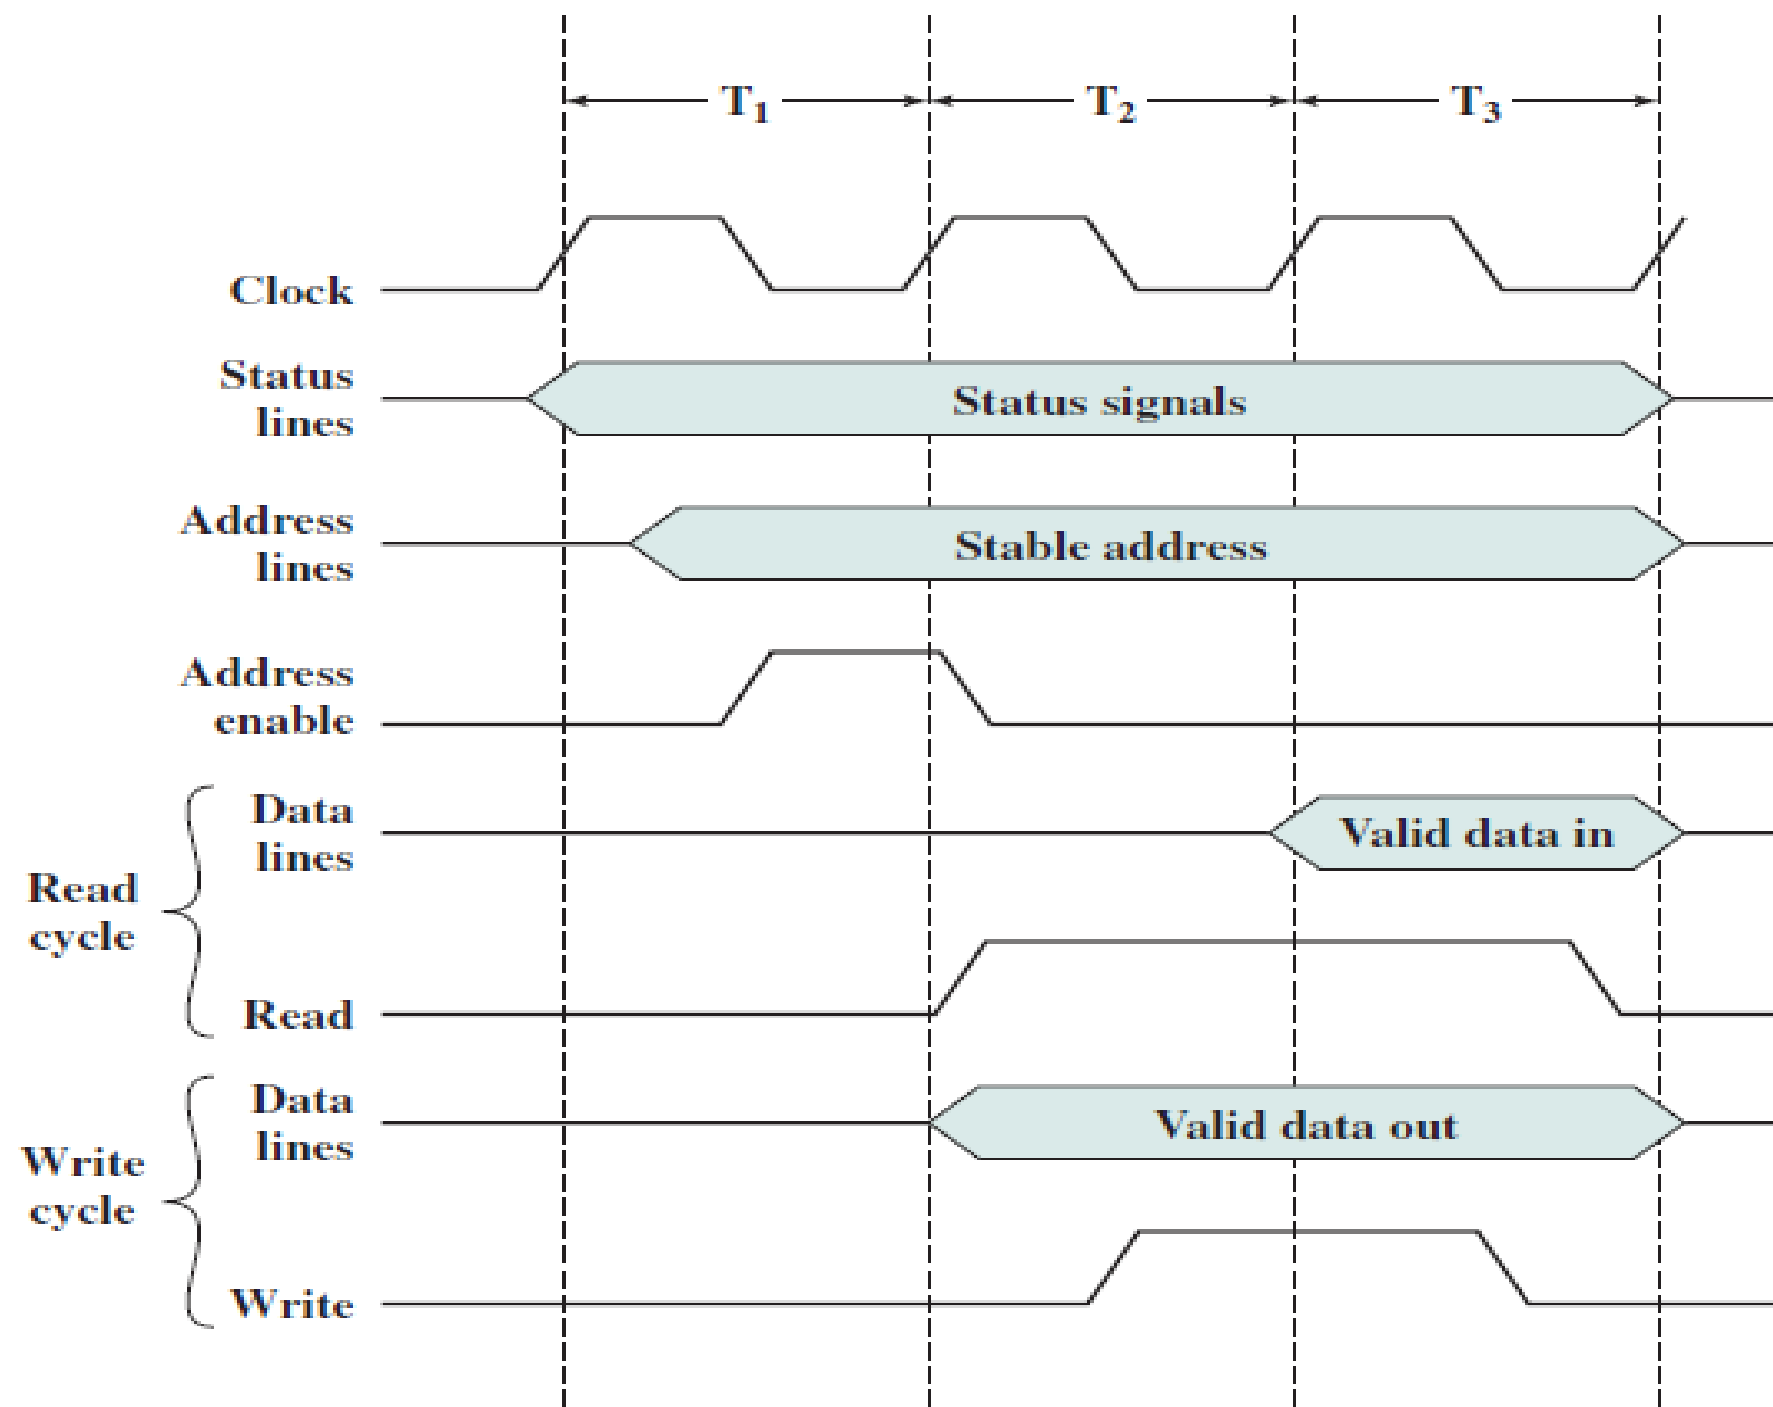 T1 T2 T3
Clock
Status
lines
Status signals
Address
lines
Stable address
Address
enable
Read
cycle
Data
lines
Valid data in
Read
Write
cycle
Data
lines
Valid data out
Write